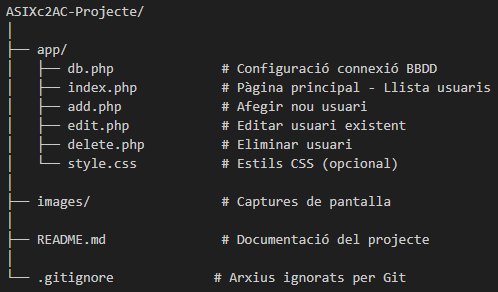 ASIXc2AC-Projecte/
│
├── app/
│   ├── db.php              # Configuració connexió BBDD
│   ├── index.php           # Pàgina principal - Llista usuaris
│   ├── add.php             # Afegir nou usuari
│   ├── edit.php            # Editar usuari existent
│   ├── delete.php          # Eliminar usuari
│   └── style.css           # Estils CSS (opcional)
│
├── images/                 # Captures de pantalla
│
├── README.md               # Documentació del projecte
│
└── .gitignore             # Arxius ignorats per Git